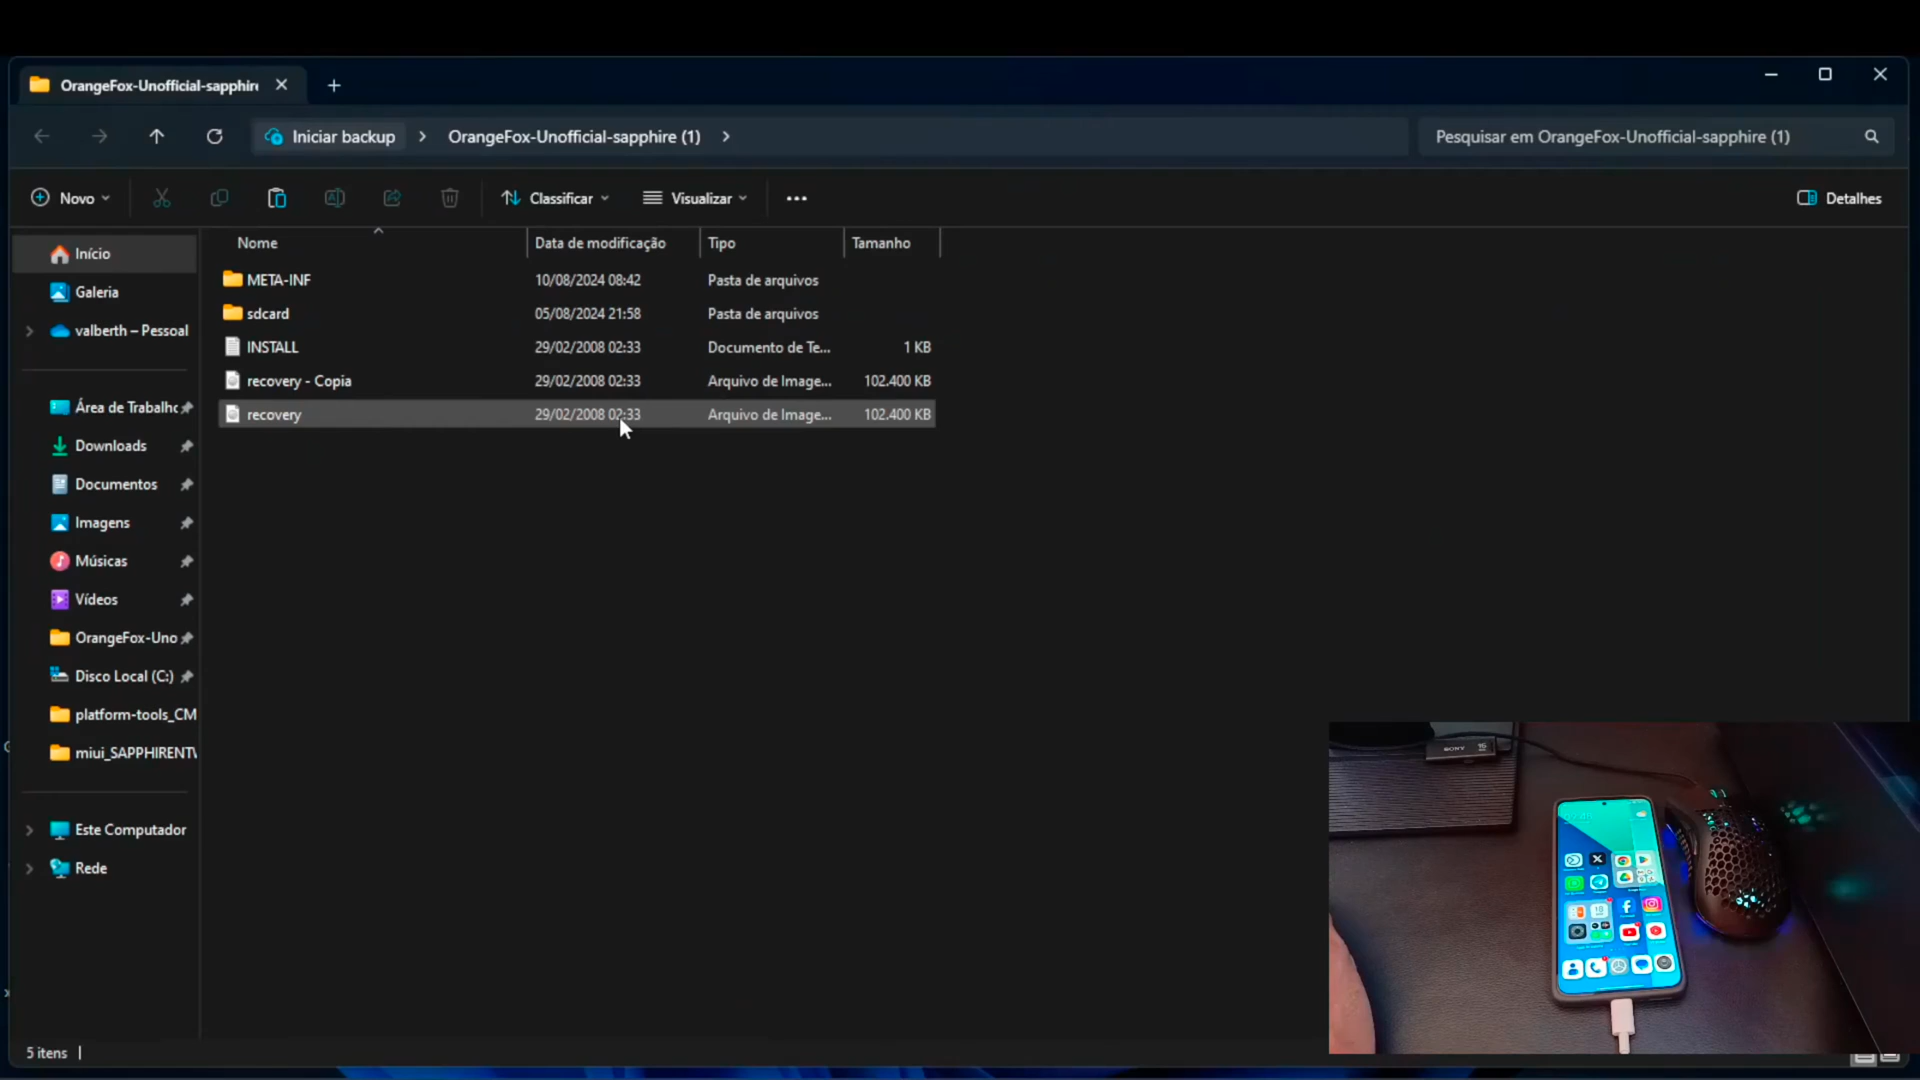 OrangeFox-Unofficial-sapphire
Iniciar backup
OrangeFox-Unofficial-sapphire (1)
Pesquisar em OrangeFox-Unofficial-sapphire (1)
Novo
Classificar
Visualizar
Detalhes
Início
Galeria
valberth – Pessoal
Área de Trabalho
Downloads
Documentos
Imagens
Músicas
Vídeos
OrangeFox-Uno
Disco Local (C:)
platform-tools_CM
miui_SAPPHIRENT
Este Computador
Rede
Nome Data de modificação Tipo Tamanho
META-INF 10/08/2024 08:42 Pasta de arquivos
sdcard 05/08/2024 21:58 Pasta de arquivos
INSTALL 29/02/2008 02:33 Documento de Te... 1 KB
recovery - Copia 29/02/2008 02:33 Arquivo de Image... 102.400 KB
recovery 29/02/2008 02:33 Arquivo de Image... 102.400 KB
5 itens
SONY